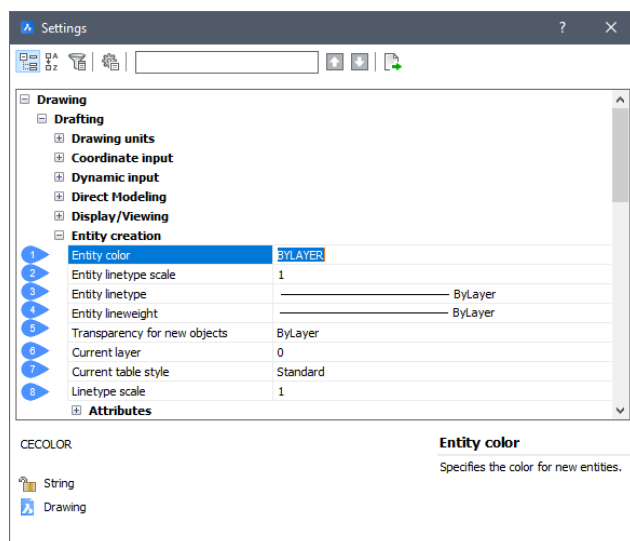 Settings ?
Drawing
Drafting
Drawing units
Coordinate input
Dynamic input
Direct Modeling
Display/Viewing
Entity creation
1 Entity color BYLAYER
2 Entity linetype scale 1
3 Entity linetype ByLayer
4 Entity lineweight ByLayer
5 Transparency for new objects ByLayer
6 Current layer 0
7 Current table style Standard
8 Linetype scale 1
Attributes
CECOLOR
Entity color
Specifies the color for new entities.
String
Drawing